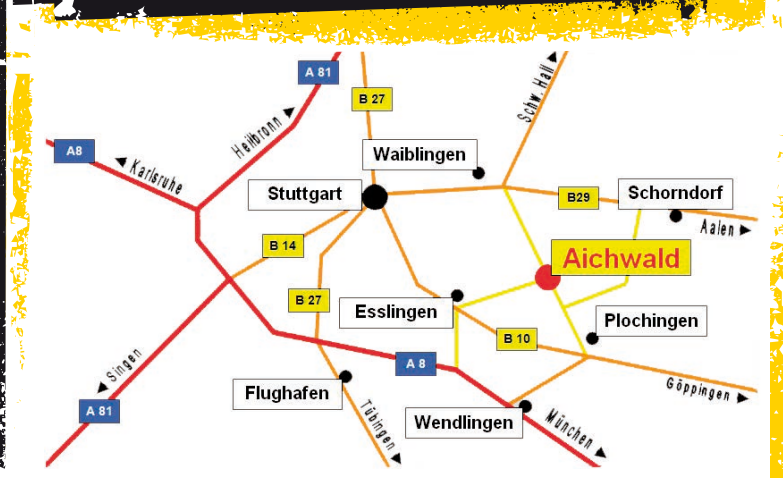 A 81
Schw. Hall
B 27
Heilbronn
A8
Karlsruhe
Waiblingen
Stuttgart
B29
Schorndorf
Aalen
B 14
Aichwald
B 27
Esslingen
Plochingen
B 10
Singen
A 8
Flughafen
Göppingen
A 81
Tübingen
Wendlingen
München